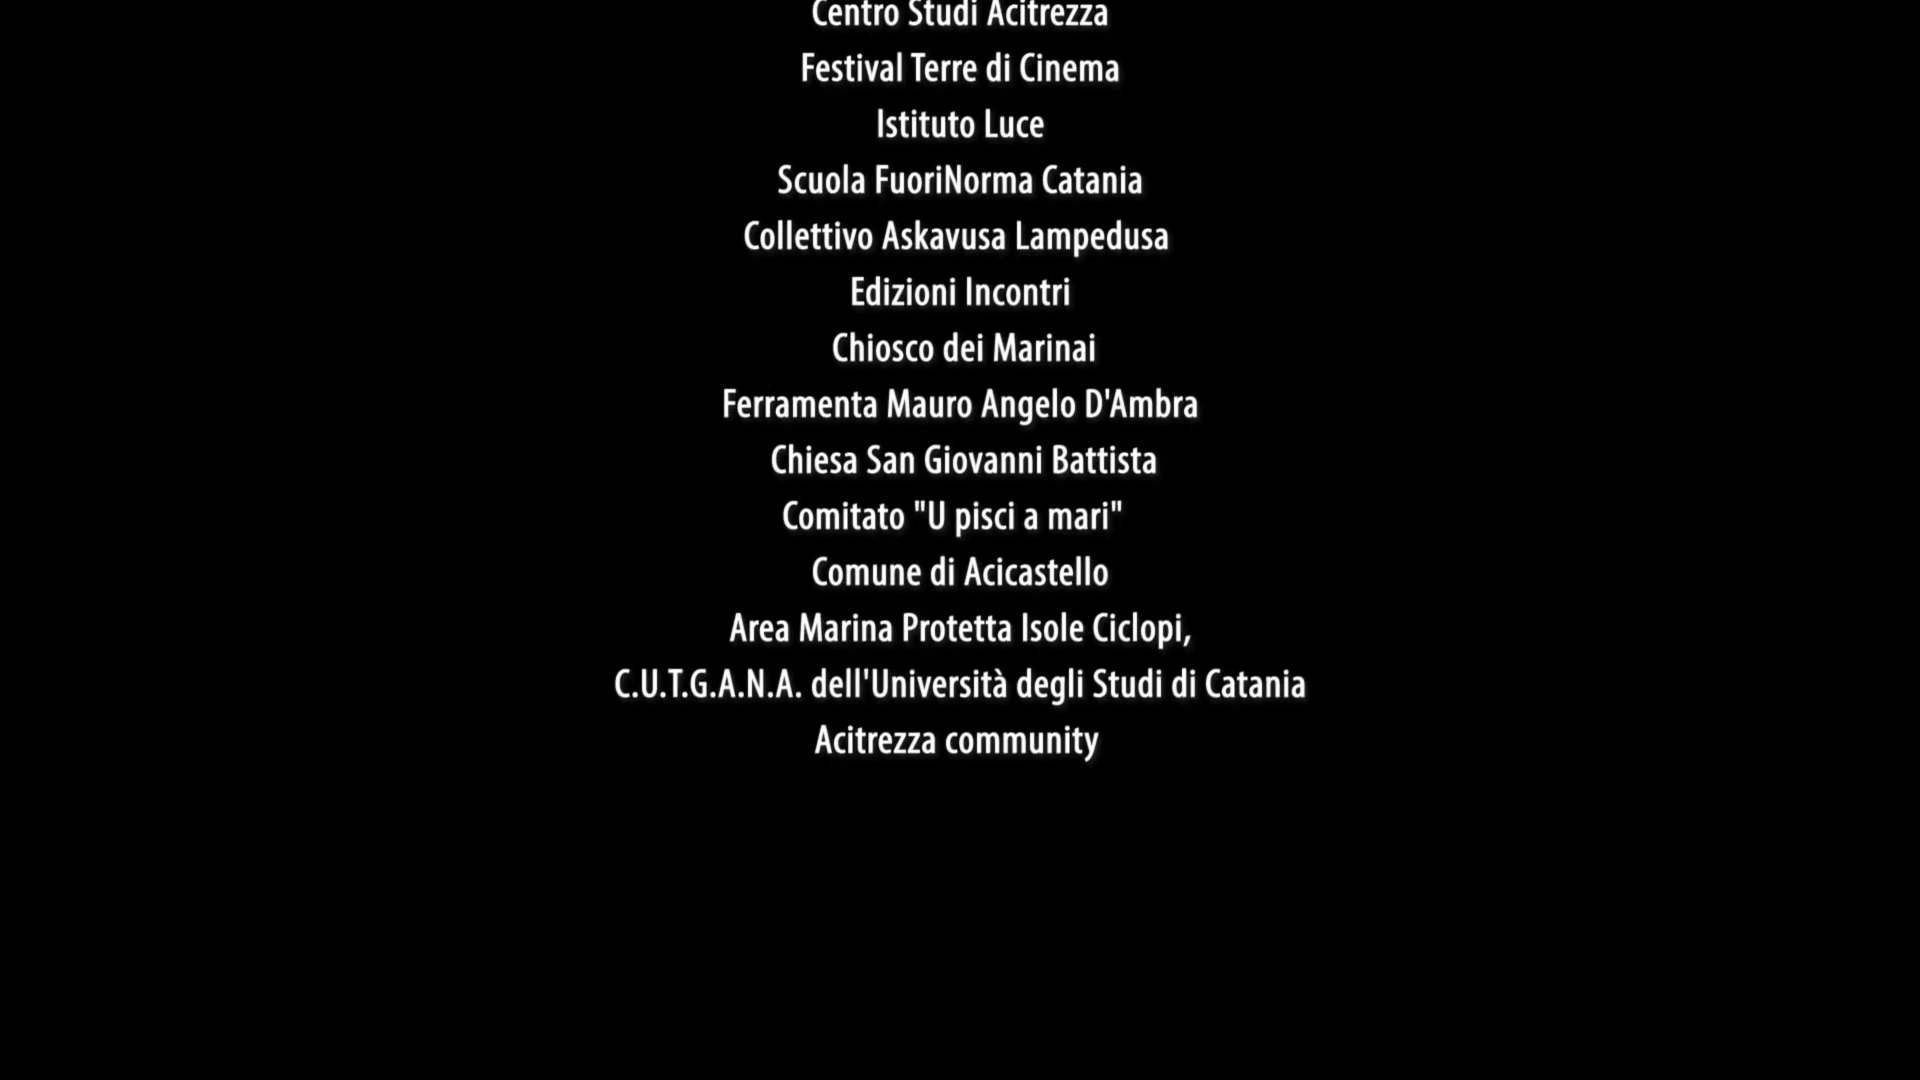 Centro Studi Acitrezza
Festival Terre di Cinema
Istituto Luce
Scuola FuoriNorma Catania
Collettivo Askavusa Lampedusa
Edizioni Incontri
Chiosco dei Marinai
Ferramenta Mauro Angelo D'Ambra
Chiesa San Giovanni Battista
Comitato "U pisci a mari"
Comune di Acicastello
Area Marina Protetta Isole Ciclopi,
C.U.T.G.A.N.A. dell'Università degli Studi di Catania
Acitrezza community